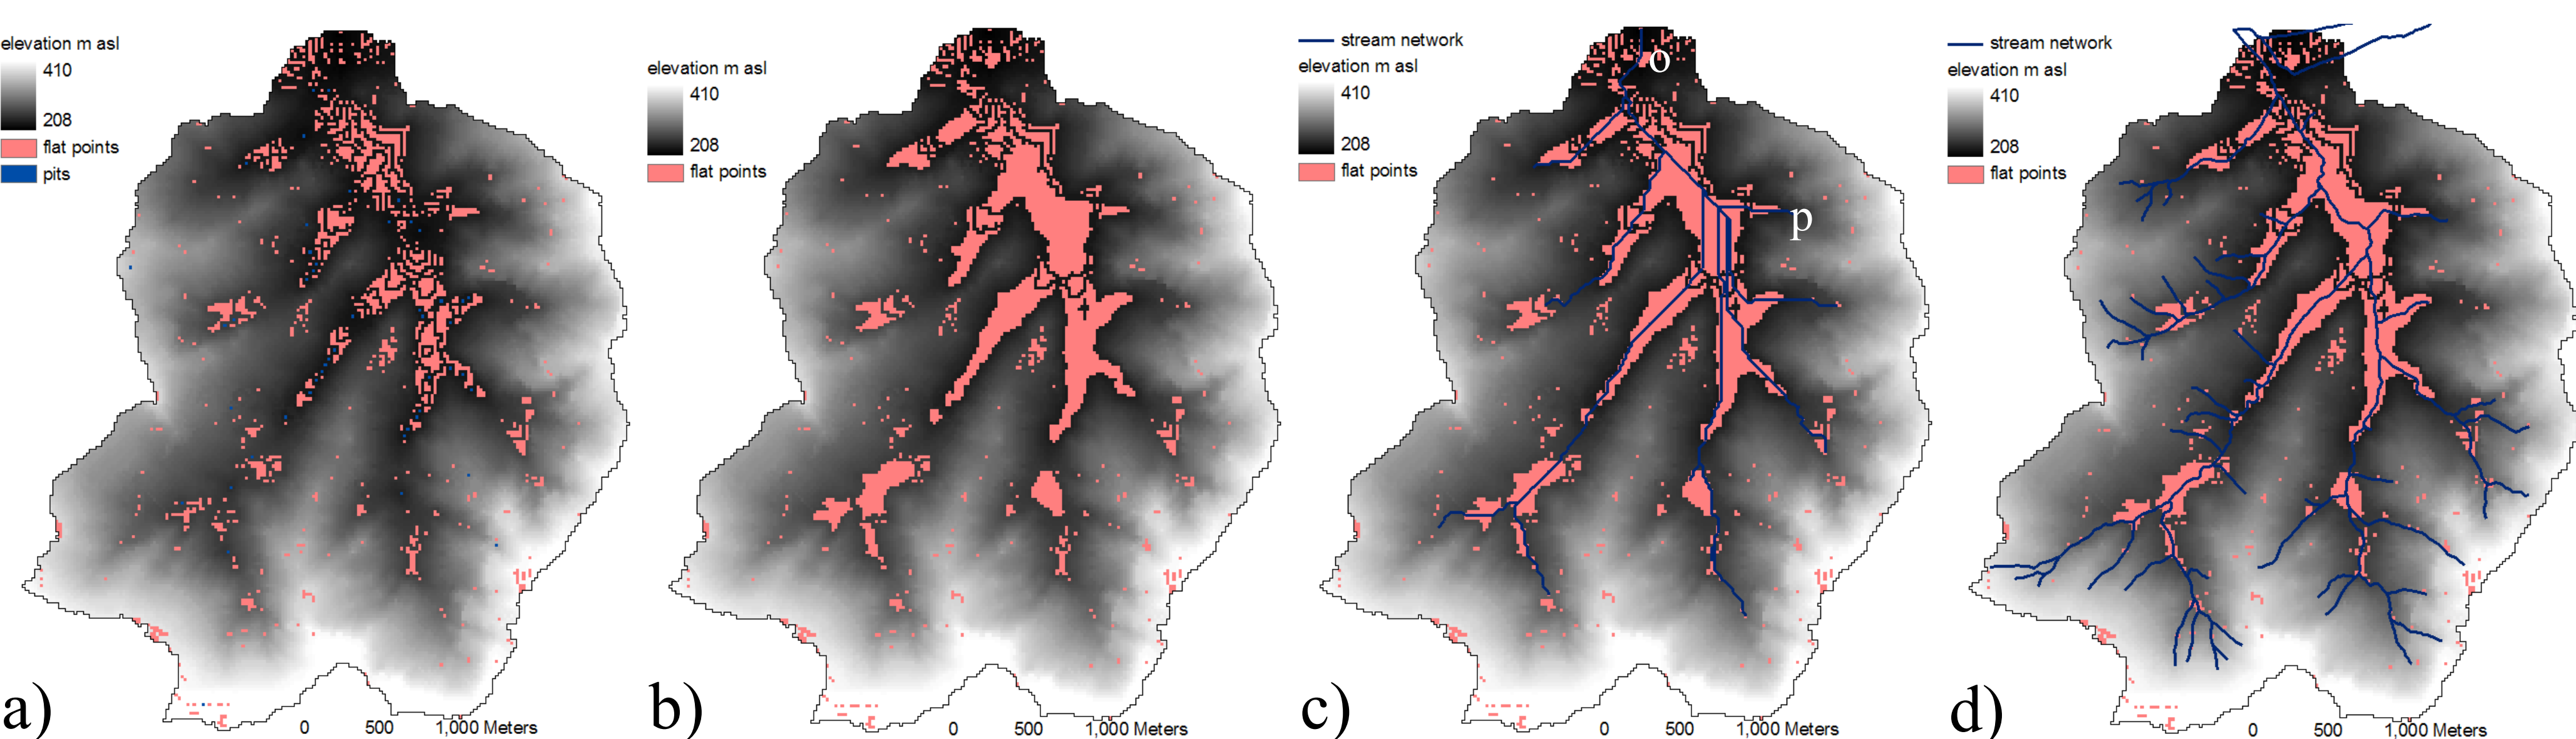 elevation m asl
410
208
flat points
pits
a)
0 500 1,000 Meters
elevation m asl
410
208
flat points
b)
0 500 1,000 Meters
stream network
elevation m asl
410
208
flat points
o
p
c)
0 500 1,000 Meters
stream network
elevation m asl
410
208
flat points
d)
0 500 1,000 Meters